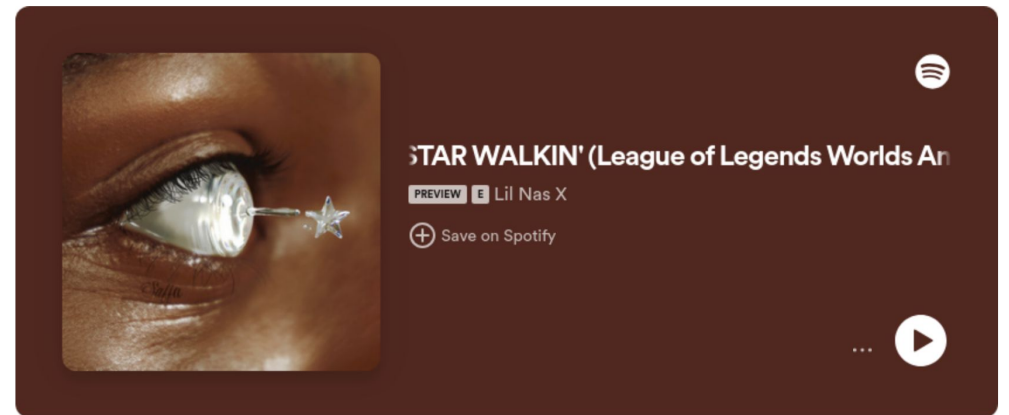 STAR WALKIN' (League of Legends Worlds An
PREVIEW E Lil Nas X
Save on Spotify